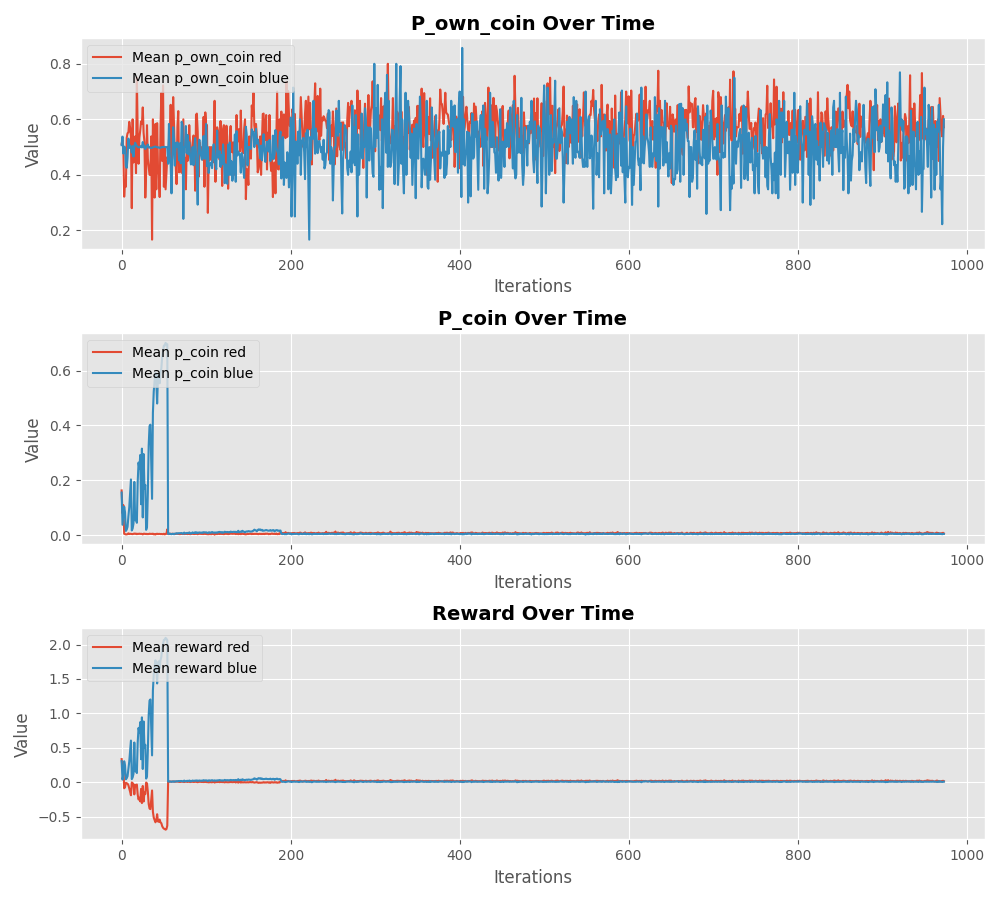 P_own_coin Over Time
Mean p_own_coin red
Mean p_own_coin blue
Value
0.8
0.6
0.4
0.2
0
200
400
600
800
1000
Iterations
P_coin Over Time
Mean p_coin red
Mean p_coin blue
Value
0.6
0.4
0.2
0.0
0
200
400
600
800
1000
Iterations
Reward Over Time
Mean reward red
Mean reward blue
Value
2.0
1.5
1.0
0.5
0.0
−0.5
0
200
400
600
800
1000
Iterations